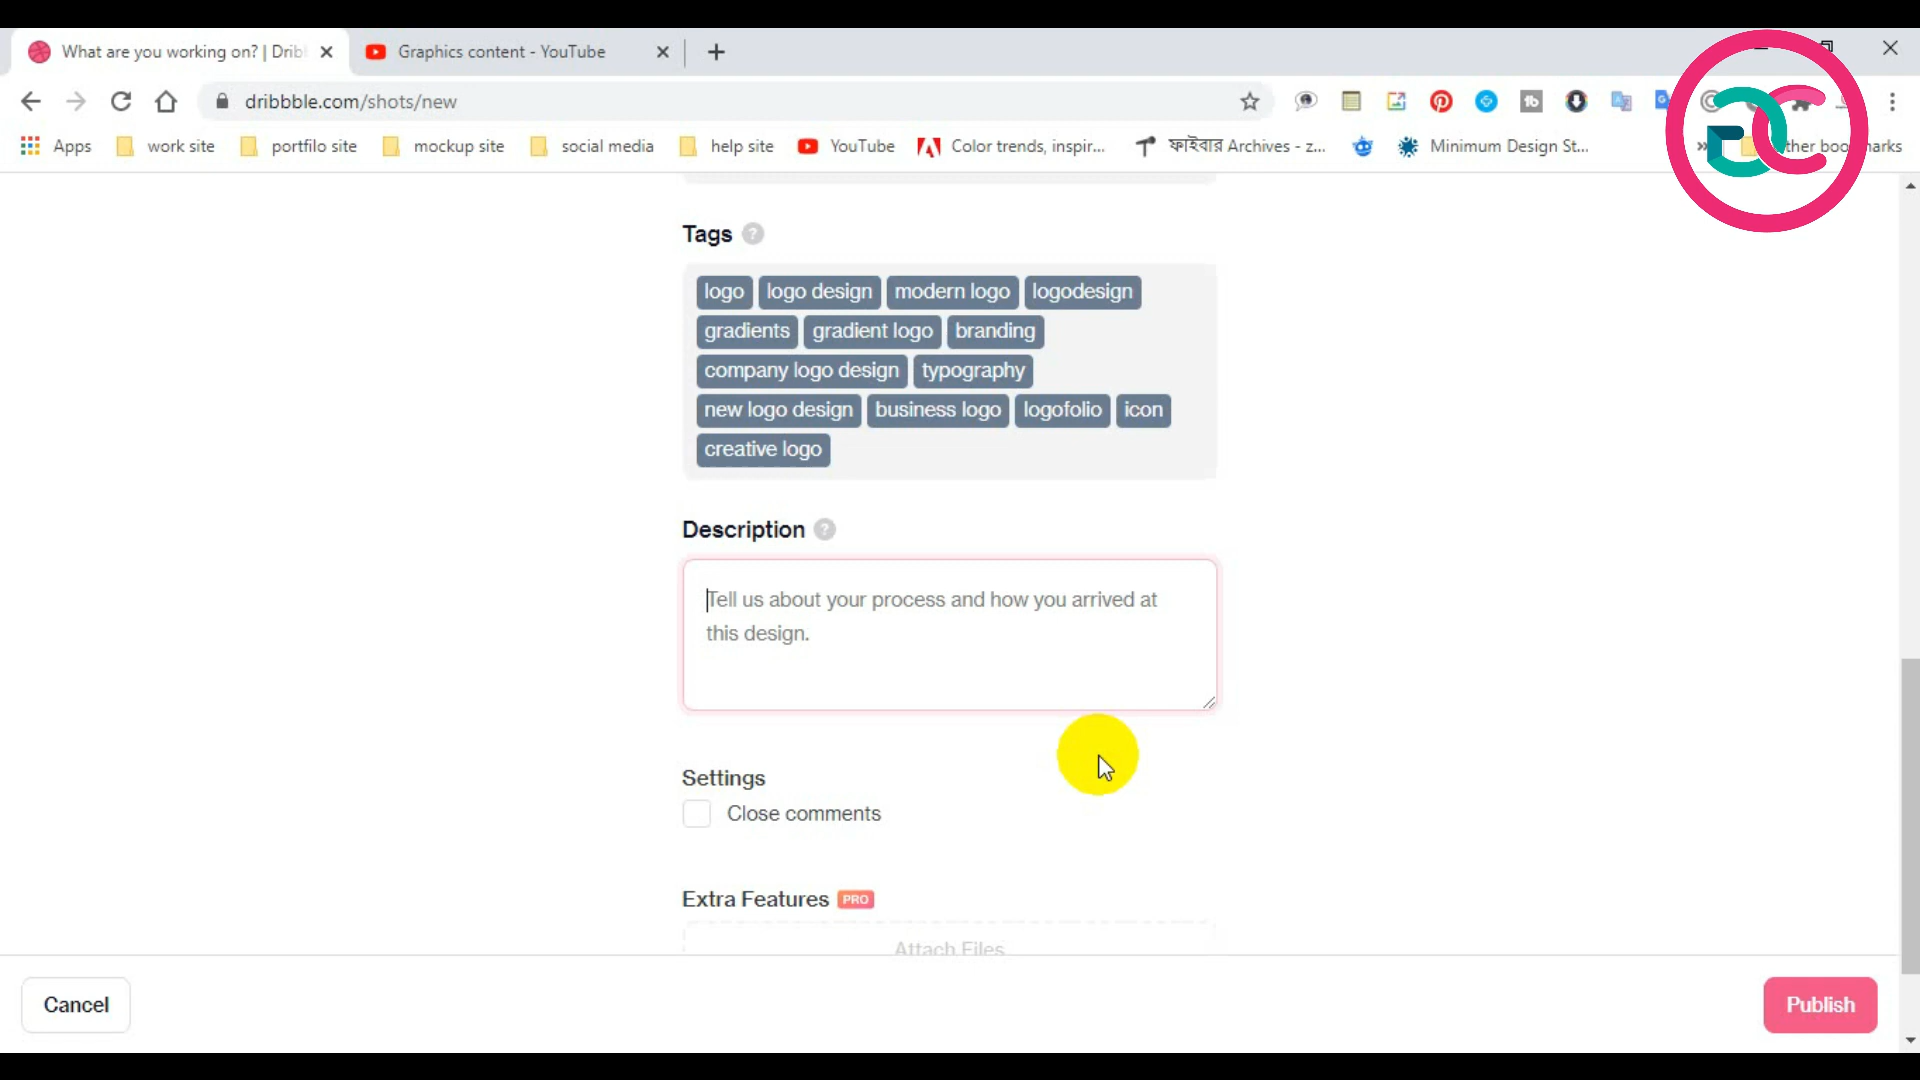 What are you working on? | Drib
Graphics content - YouTube
dribbble.com/shots/new
Apps
work site
portfilo site
mockup site
social media
help site
YouTube
Color trends, inspir...
ফাইবার Archives - z...
Minimum Design St...
Tags ?
logo logo design modern logo logodesign
gradients gradient logo branding
company logo design typography
new logo design business logo logofolio icon
creative logo
Description ?
Tell us about your process and how you arrived at
this design.
Settings
Close comments
Extra Features PRO
Attach Files
Cancel
Publish